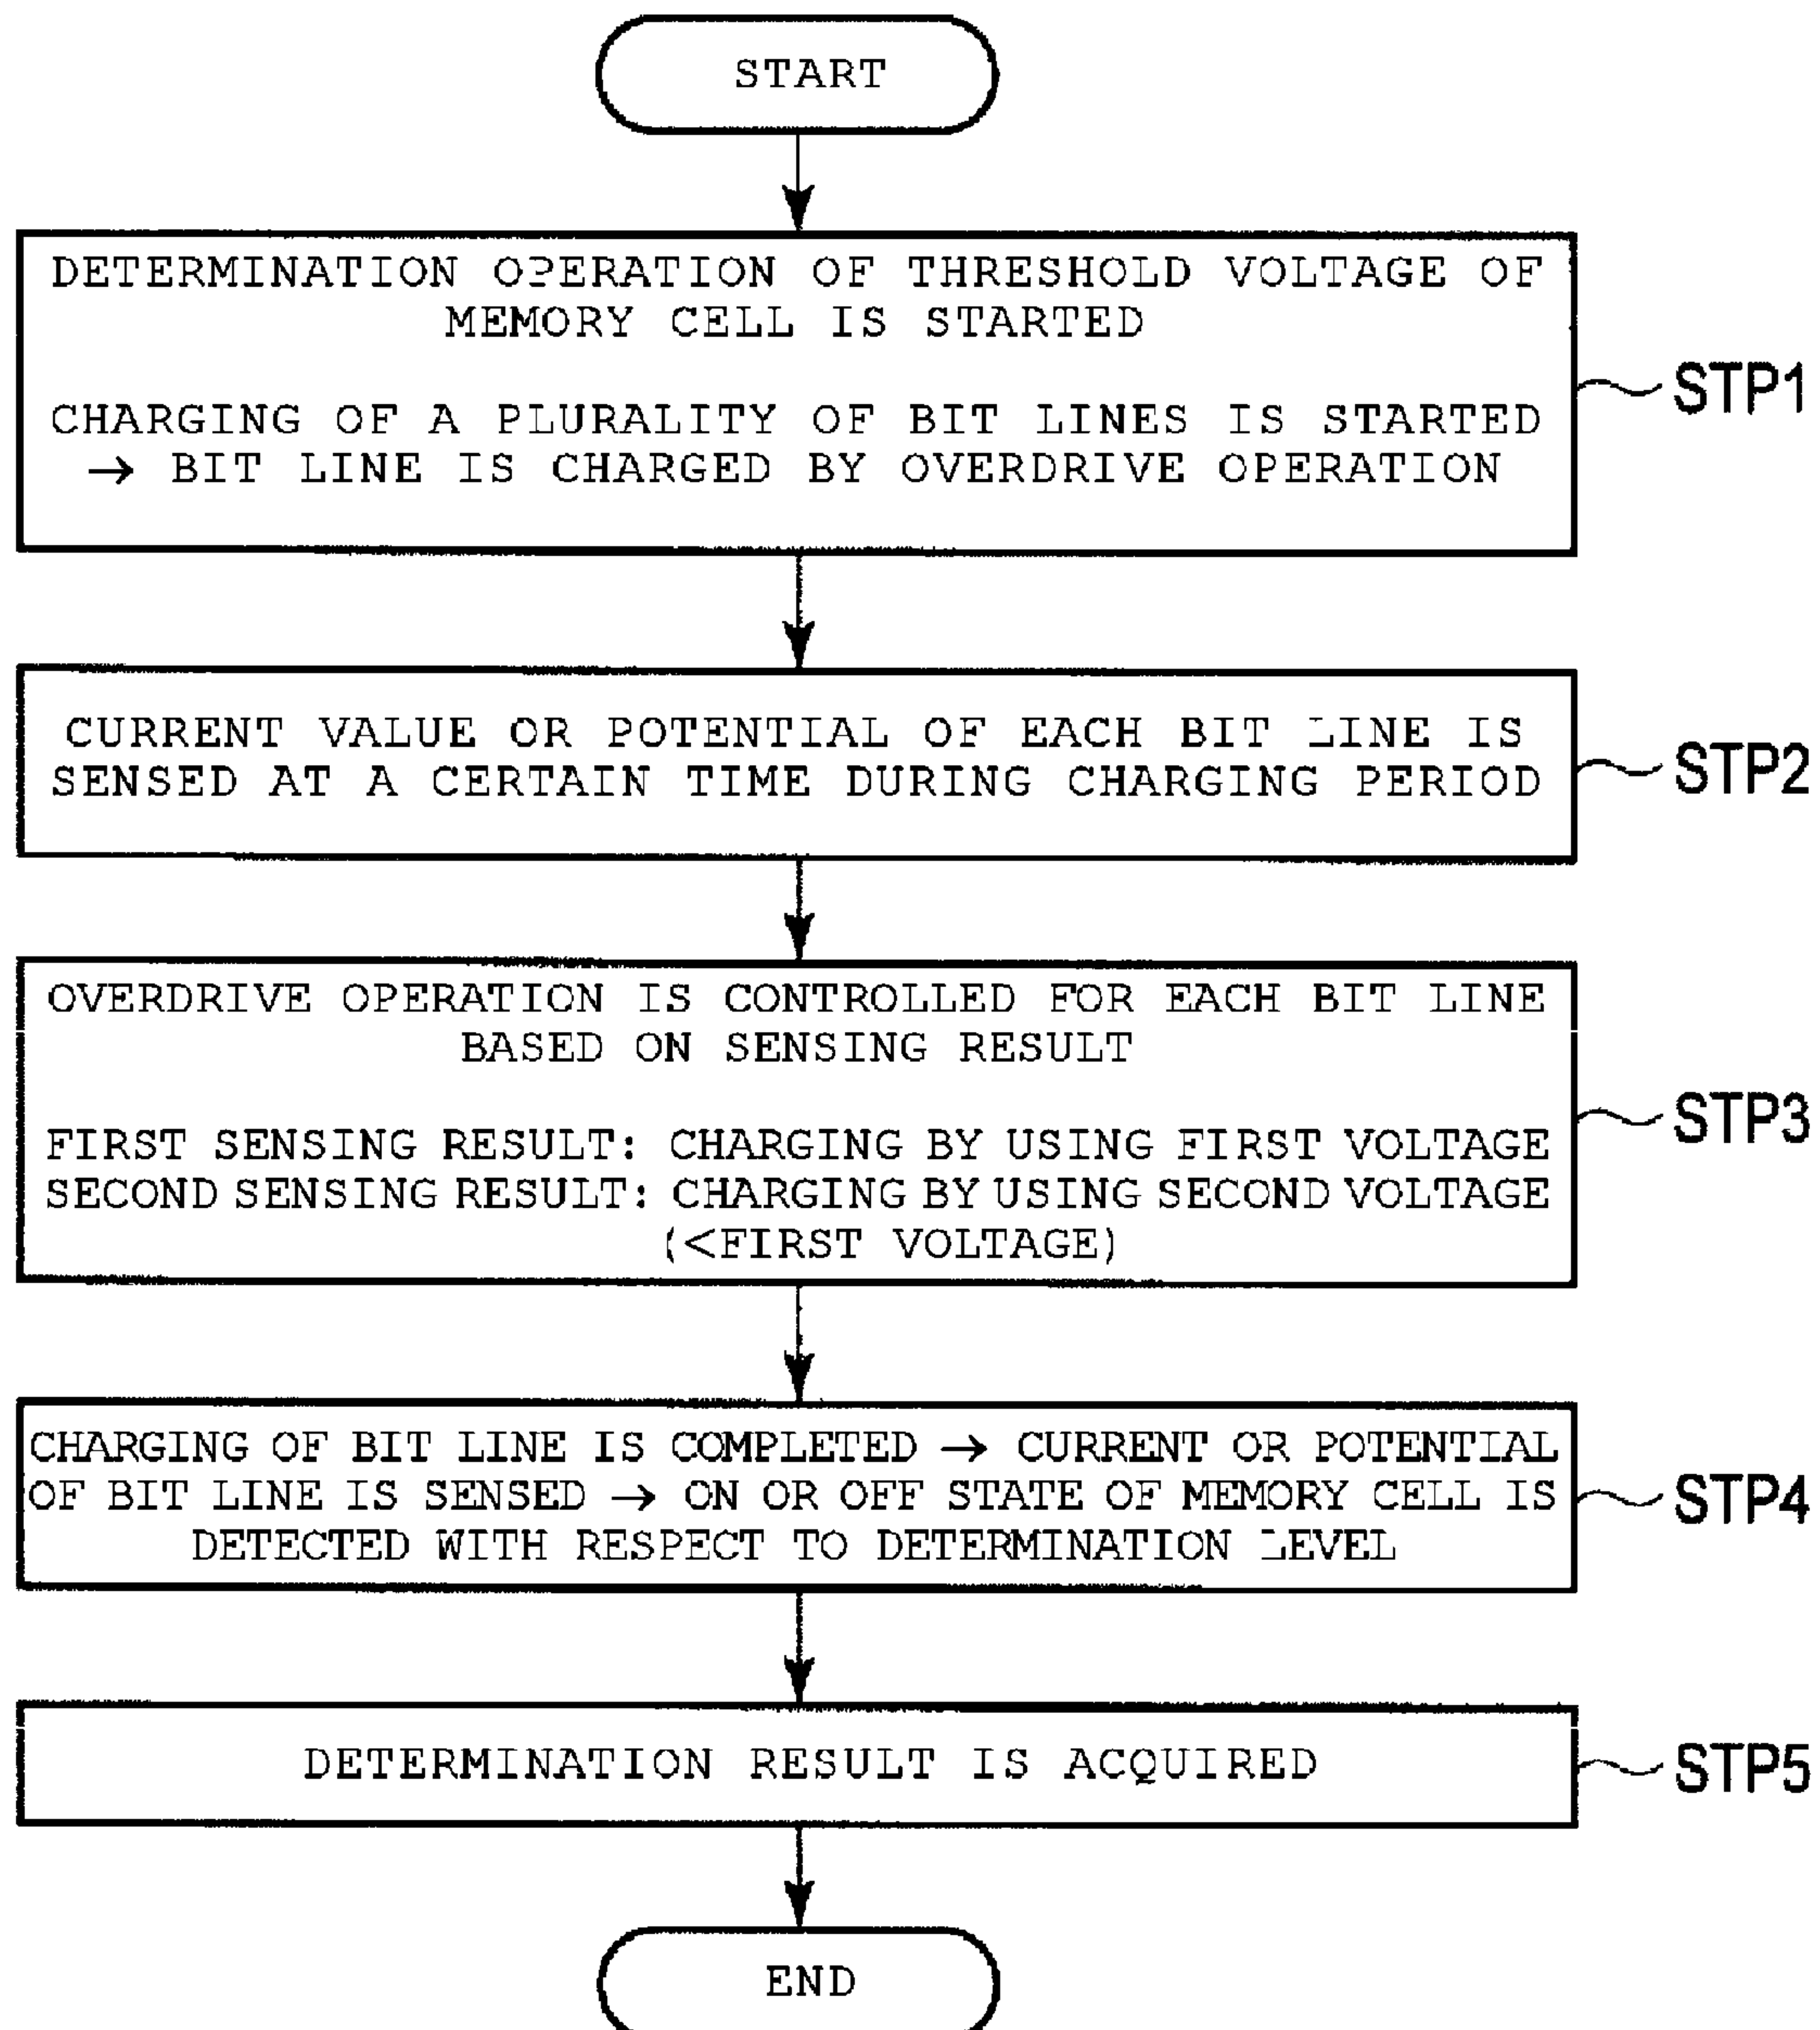 START
DETERMINATION OPERATION OF THRESHOLD VOLTAGE OF
MEMORY CELL IS STARTED
CHARGING OF A PLURALITY OF BIT LINES IS STARTED
→ BIT LINE IS CHARGED BY OVERDRIVE OPERATION
STP1
CURRENT VALUE OR POTENTIAL OF EACH BIT LINE IS
SENSED AT A CERTAIN TIME DURING CHARGING PERIOD
STP2
OVERDRIVE OPERATION IS CONTROLLED FOR EACH BIT LINE
BASED ON SENSING RESULT
FIRST SENSING RESULT: CHARGING BY USING FIRST VOLTAGE
SECOND SENSING RESULT: CHARGING BY USING SECOND VOLTAGE
(<FIRST VOLTAGE)
STP3
CHARGING OF BIT LINE IS COMPLETED → CURRENT OR POTENTIAL
OF BIT LINE IS SENSED → ON OR OFF STATE OF MEMORY CELL IS
DETECTED WITH RESPECT TO DETERMINATION LEVEL
STP4
DETERMINATION RESULT IS ACQUIRED
STP5
END